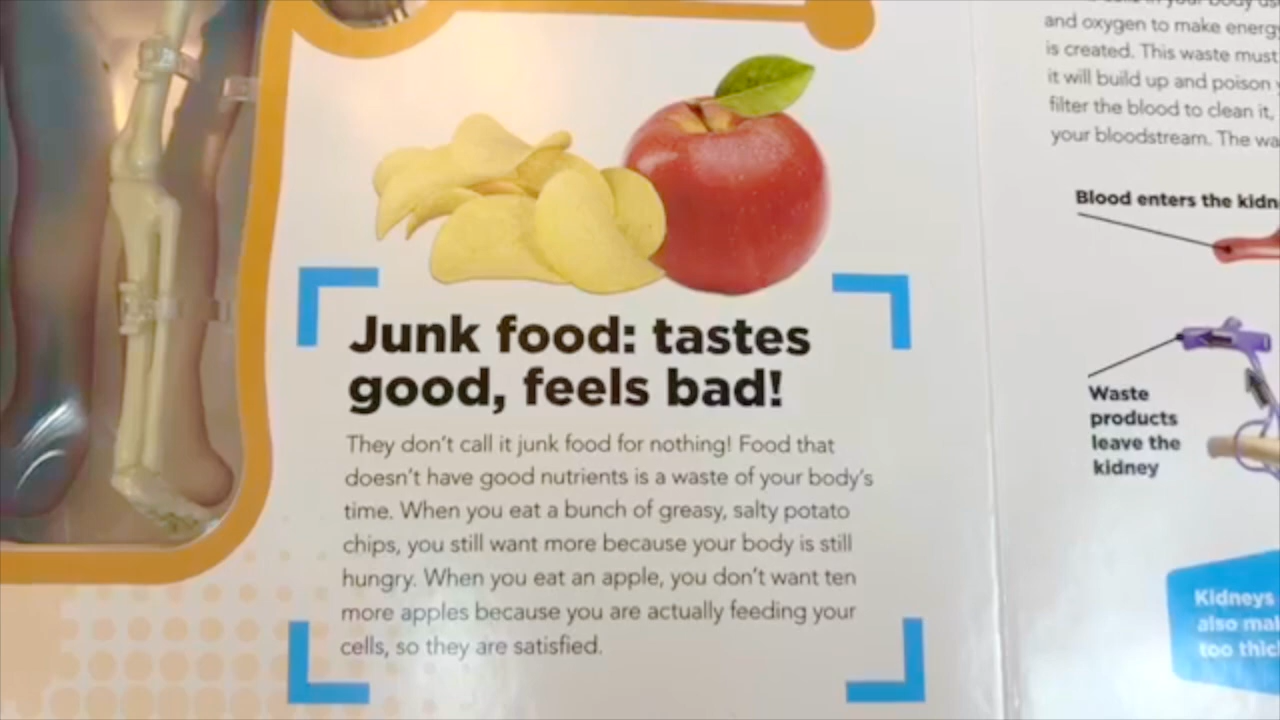 Junk food: tastes
good, feels bad!
They don't call it junk food for nothing! Food that
doesn't have good nutrients is a waste of your body's
time. When you eat a bunch of greasy, salty potato
chips, you still want more because your body is still
hungry. When you eat an apple, you don't want ten
more apples because you are actually feeding your
cells, so they are satisfied.
in your body
and oxygen to make energy
is created. This waste must
it will build up and poison
filter the blood to clean it,
your bloodstream. The
Blood enters the
Waste
products
leave the
kidney
Kidneys
also
too